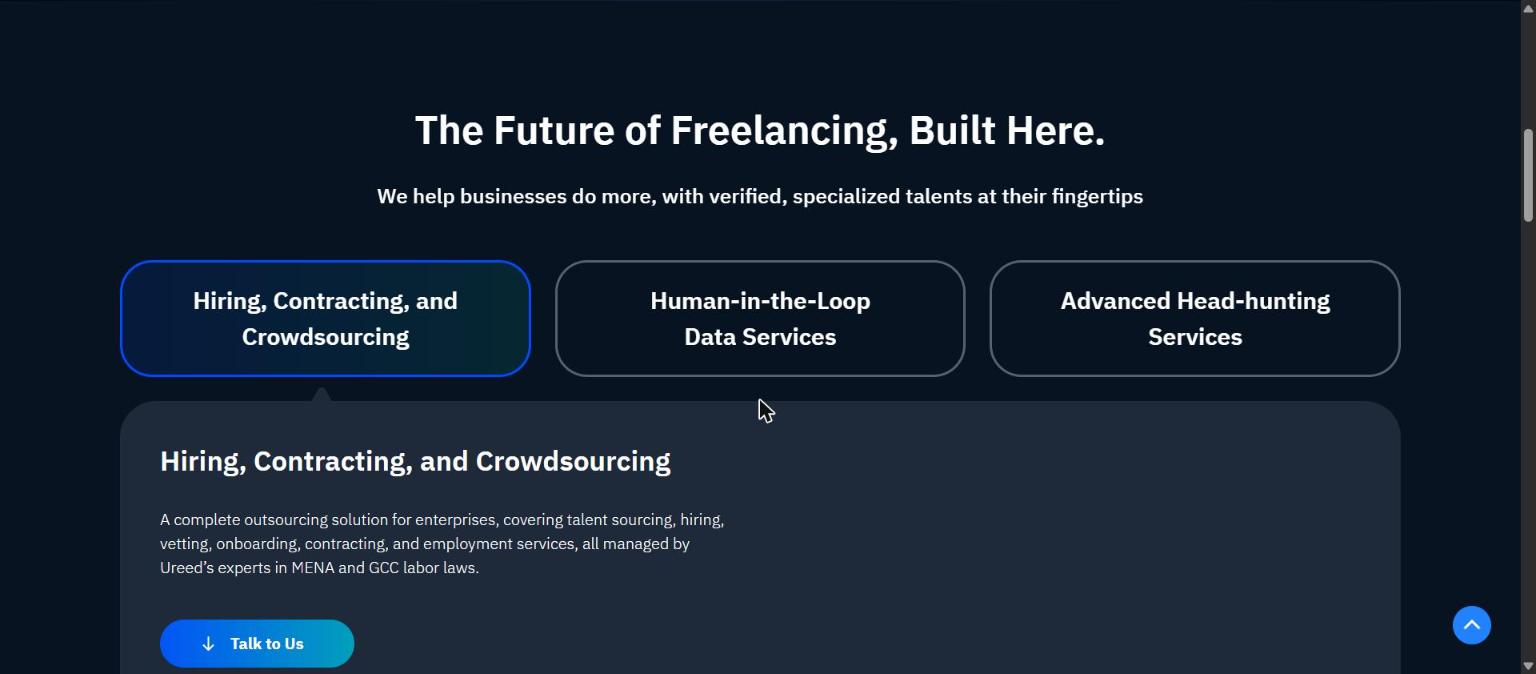 The Future of Freelancing, Built Here.
We help businesses do more, with verified, specialized talents at their fingertips
Hiring, Contracting, and
Crowdsourcing
Human-in-the-Loop
Data Services
Advanced Head-hunting
Services
Hiring, Contracting, and Crowdsourcing
A complete outsourcing solution for enterprises, covering talent sourcing, hiring,
vetting, onboarding, contracting, and employment services, all managed by
Ureed’s experts in MENA and GCC labor laws.
Talk to Us